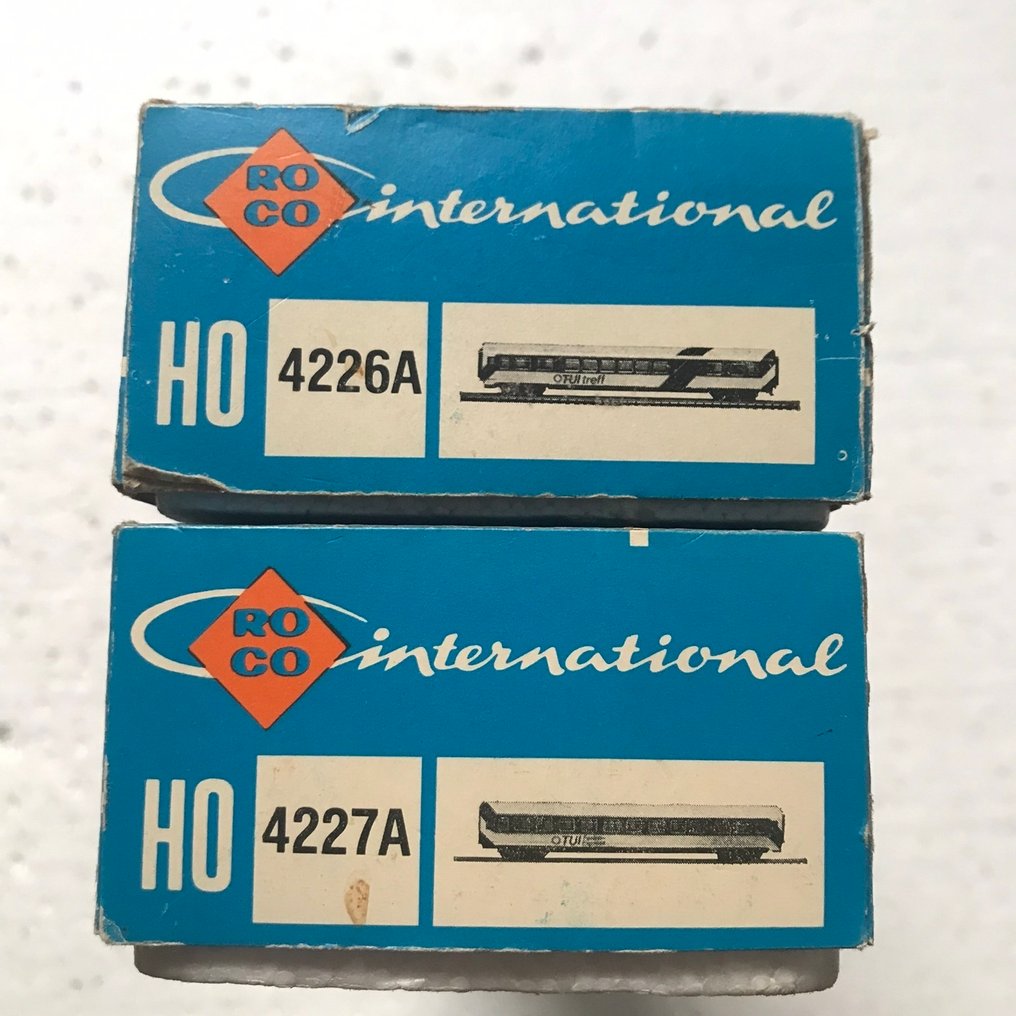 RO
CO
international
HO
4226A
TUI treff
RO
CO
international
HO
4227A
TUI